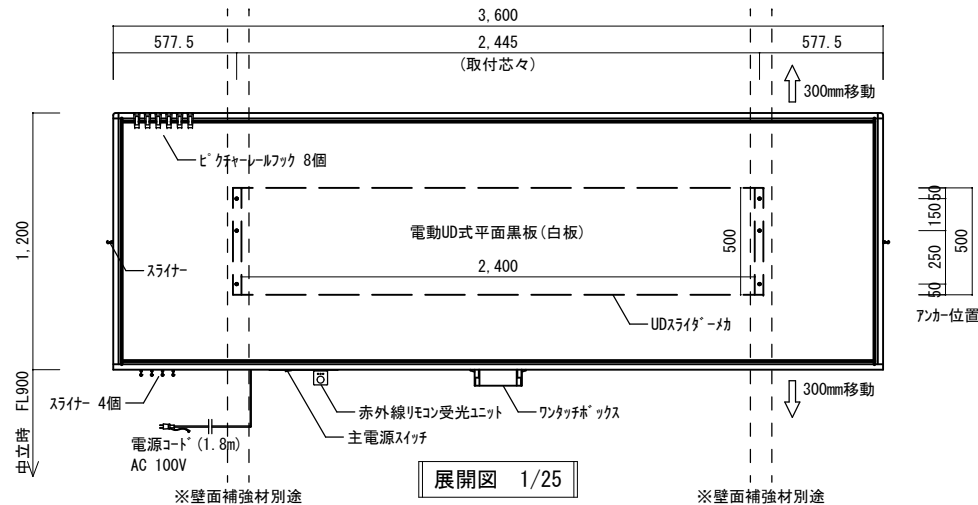 3,600
577.5
2,445
577.5
(取付芯々)
300mm移動
ﾋﾟｸﾁｬｰﾚｰﾙﾌｯｸ 8個
1,200
電動UD式平面黒板(白板)
500
50
150
250
50
500
ｽﾗｲﾅｰ
2,400
UDｽﾗｲﾀﾞｰﾒｶ
ｱﾝｶｰ位置
中立時 FL900
ｽﾗｲﾅｰ 4個
赤外線ﾘﾓｺﾝ受光ﾕﾆｯﾄ
ﾜﾝﾀｯﾁﾎﾞｯｸｽ
300mm移動
主電源ｽｲｯﾁ
電源ｺｰﾄﾞ(1.8m)
AC 100V
展開図 1/25
※壁面補強材別途
※壁面補強材別途